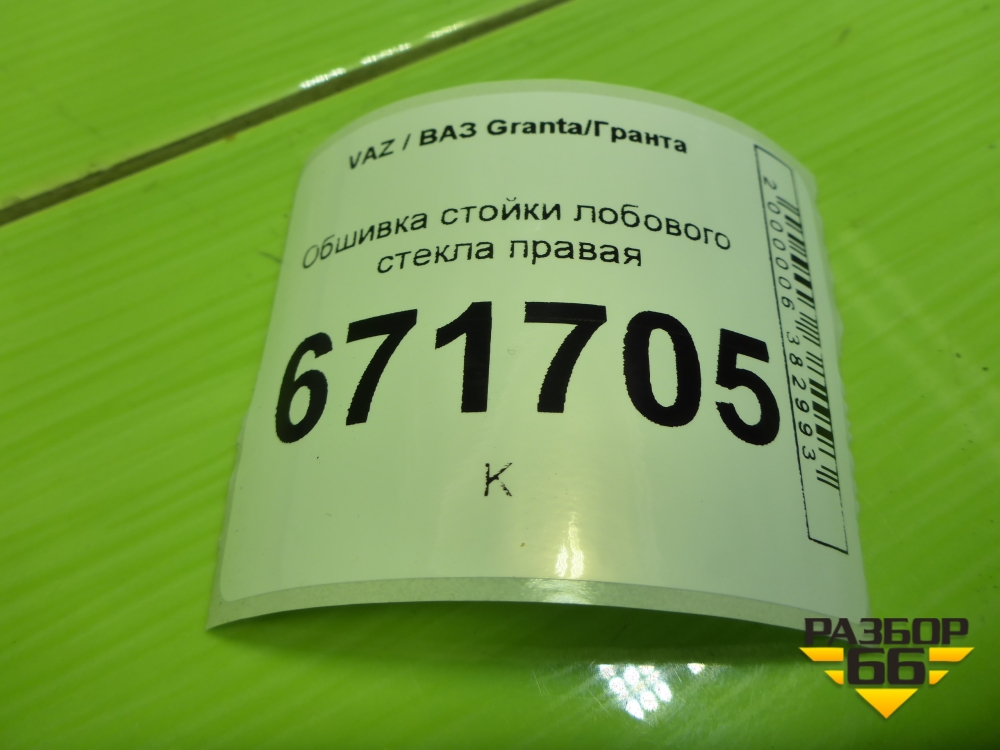 VAZ / ВАЗ Granta/Гранта
Обшивка стойки лобового
стекла правая
671705
К
2000006382993
РАЗБОР
66